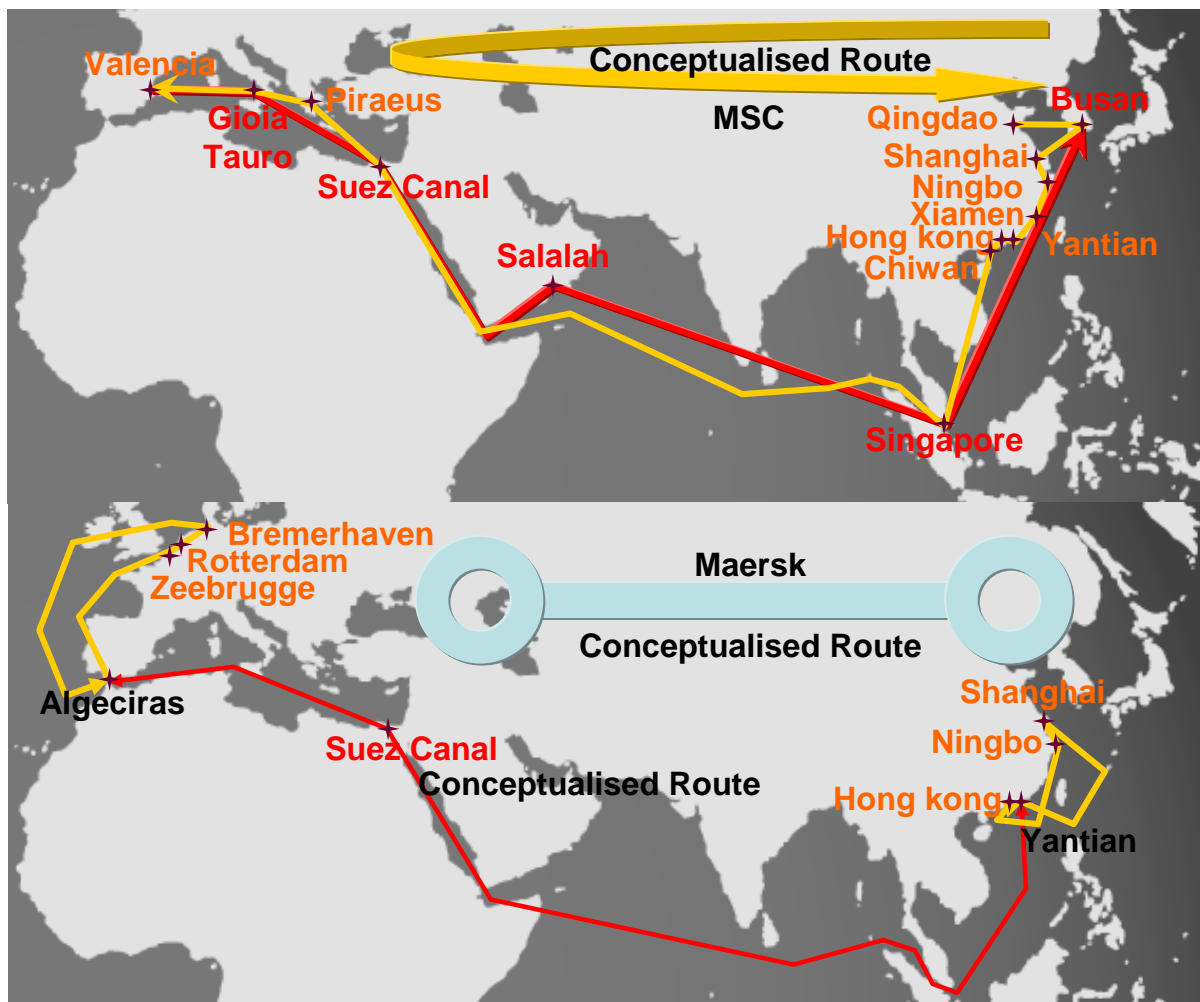 Conceptualised Route
MSC
Valencia
Piraeus
Gioia
Tauro
Suez Canal
Salalah
Busan
Qingdao
Shanghai
Ningbo
Xiamen
Hong kong
Yantian
Chiwan
Singapore
Bremerhaven
Rotterdam
Zeebrugge
Maersk
Conceptualised Route
Algeciras
Suez Canal
Conceptualised Route
Shanghai
Ningbo
Hong kong
Yantian